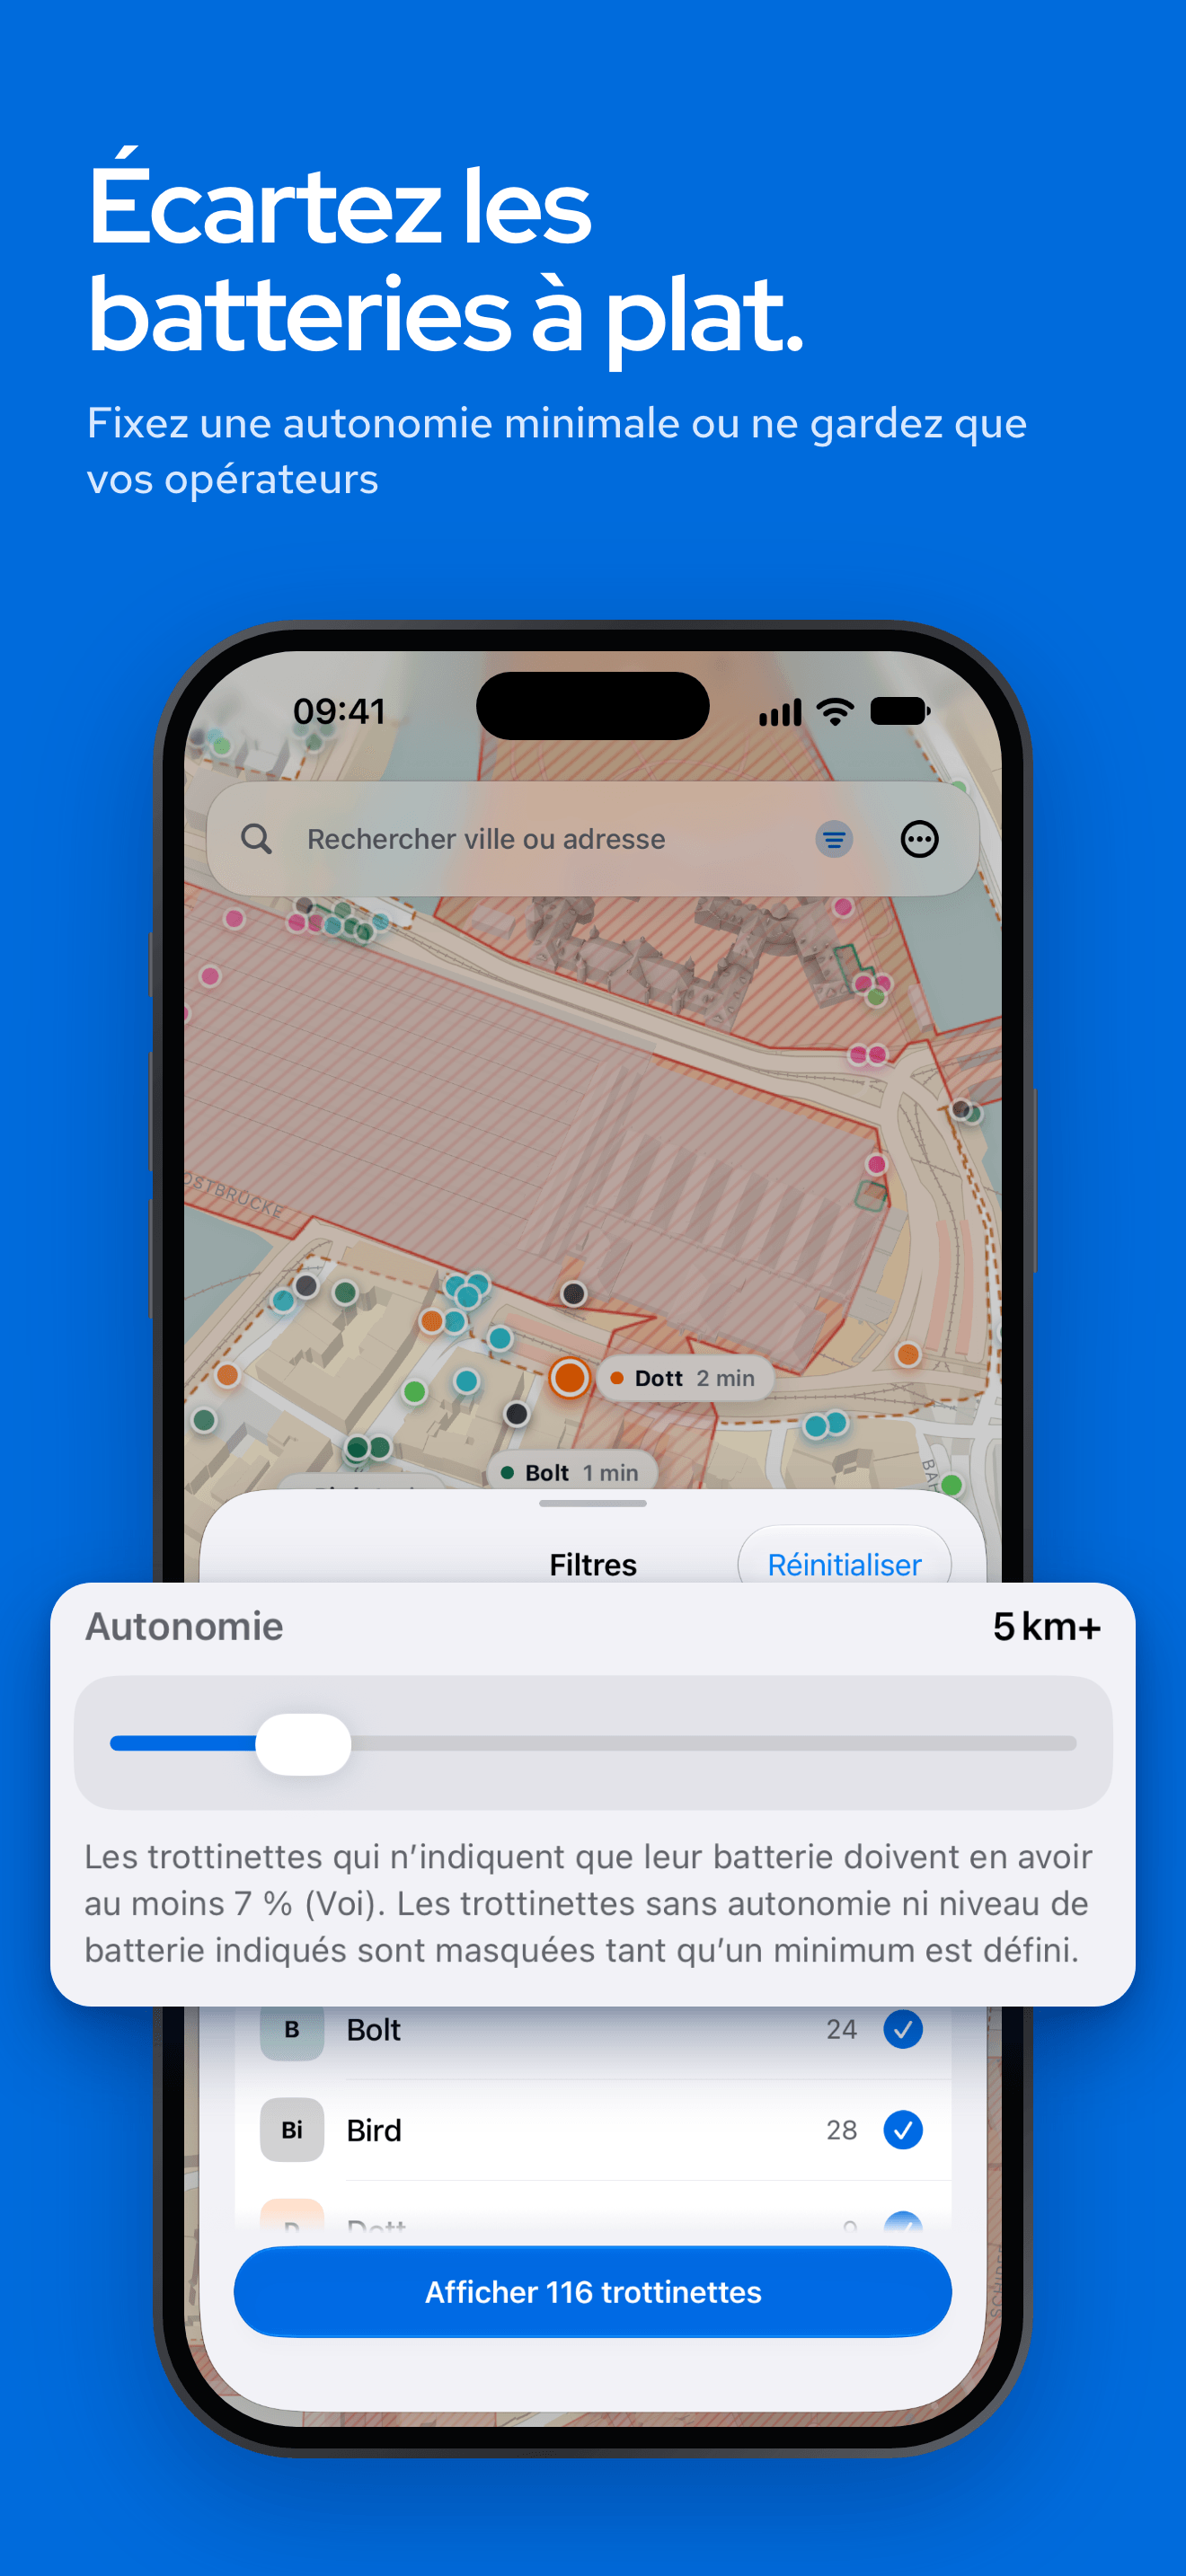 Écartez les
batteries à plat.
Fixez une autonomie minimale ou ne gardez que
vos opérateurs
09:41
Rechercher ville ou adresse
OSTBRÜCKE
Dott 2 min
Bolt 1 min
Filtres
Réinitialiser
Autonomie
5 km+
Les trottinettes qui n’indiquent que leur batterie doivent en avoir
au moins 7 % (Voi). Les trottinettes sans autonomie ni niveau de
batterie indiqués sont masquées tant qu’un minimum est défini.
B Bolt 24
Bi Bird 28
Dott
Afficher 116 trottinettes